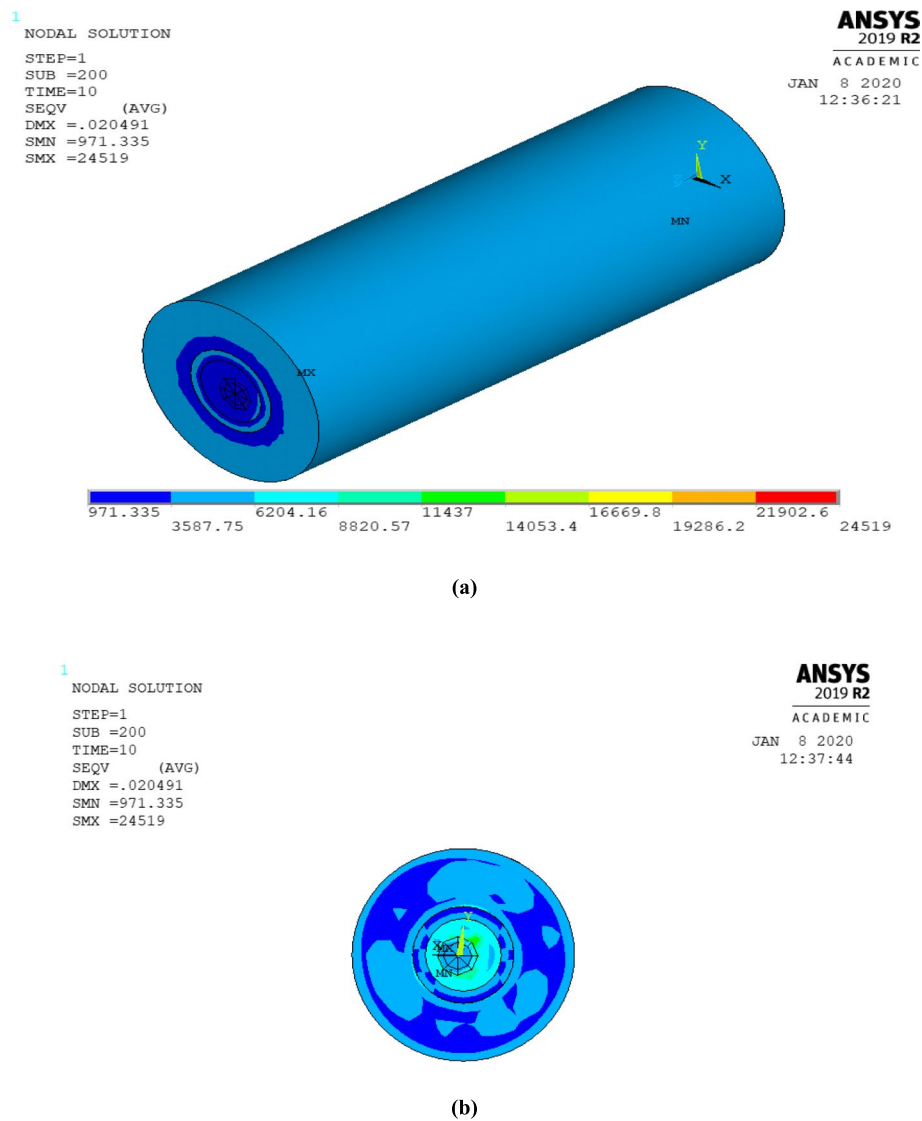 1
NODAL SOLUTION
STEP=1
SUB =200
TIME=10
SEQV (AVG)
DMX =.020491
SMN =971.335
SMX =24519
ANSYS
2019 R2
ACADEMIC
JAN 8 2020
12:36:21
Y
Z
X
MN
MX
971.335 6204.16 11437 16669.8 21902.6
3587.75 8820.57 14053.4 19286.2 24519
(a)
1
NODAL SOLUTION
STEP=1
SUB =200
TIME=10
SEQV (AVG)
DMX =.020491
SMN =971.335
SMX =24519
ANSYS
2019 R2
ACADEMIC
JAN 8 2020
12:37:44
Y
X
MX
MN
(b)